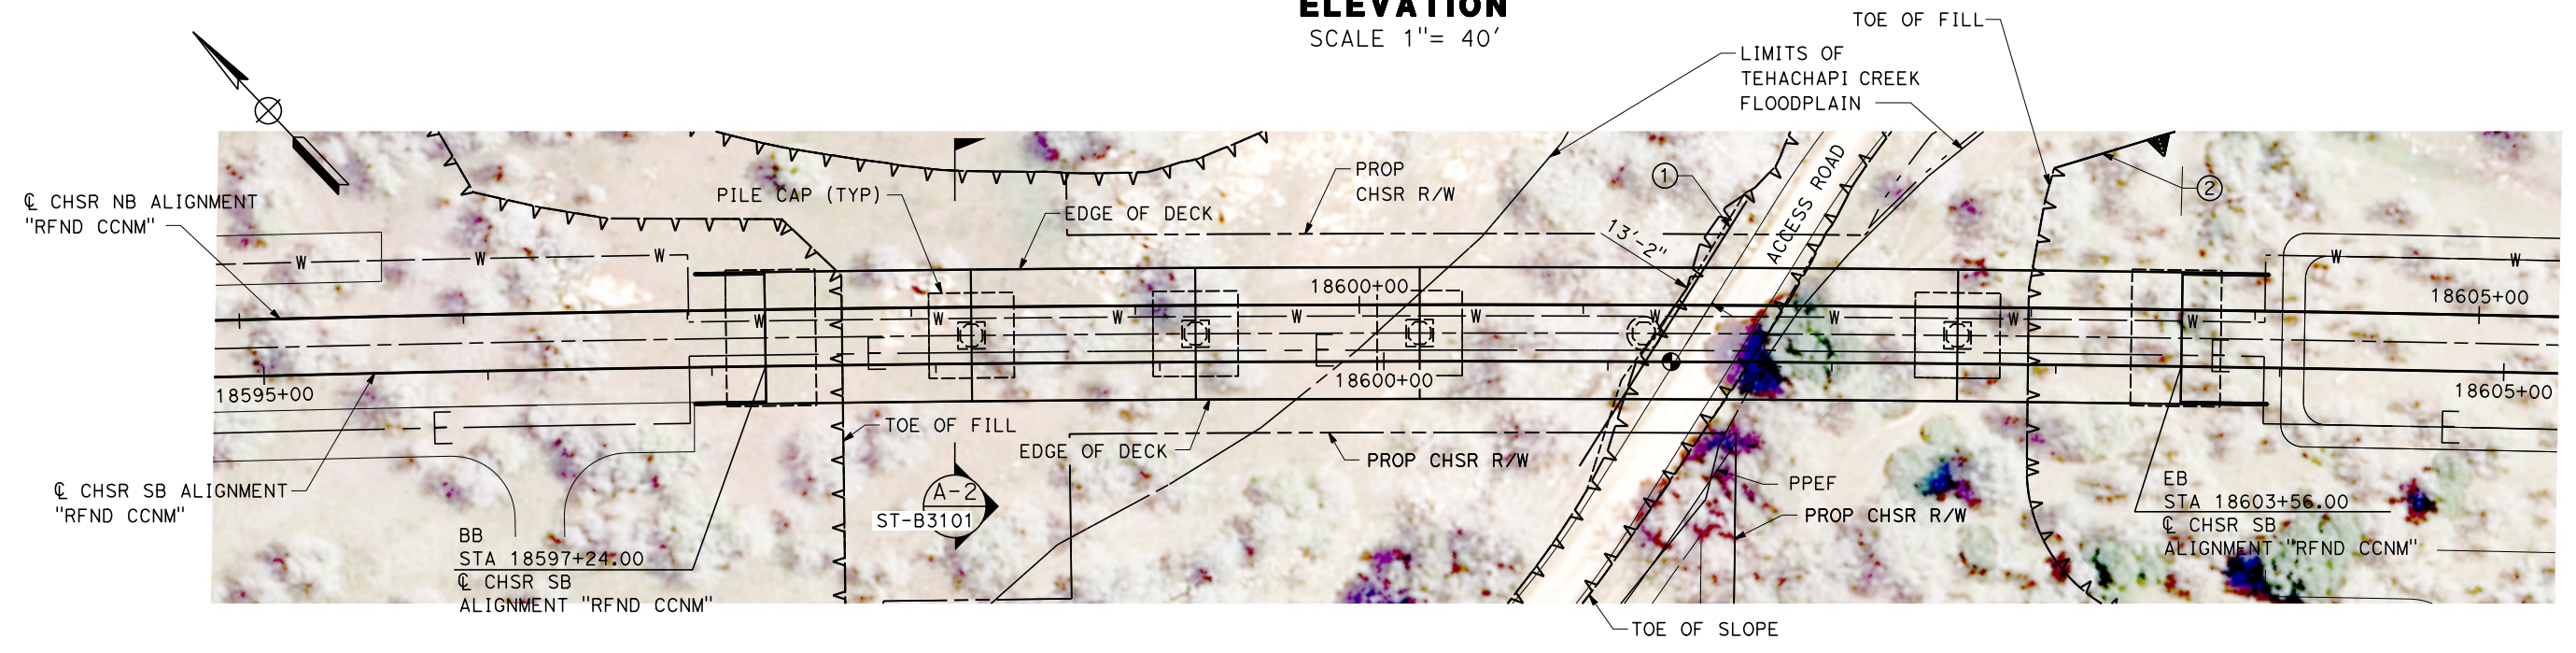 ELEVATION
SCALE 1"= 40'
TOE OF FILL
LIMITS OF
TEHACHAPI CREEK
FLOODPLAIN
℄ CHSR NB ALIGNMENT
"RFND CCNM"
PILE CAP (TYP)
EDGE OF DECK
PROP
CHSR R/W
1
13'-2"
ACCESS ROAD
2
W W W W W W W W W W W W W W
18600+00
18605+00
E E E E E
18595+00
18600+00
18605+00
TOE OF FILL
EDGE OF DECK
PROP CHSR R/W
℄ CHSR SB ALIGNMENT
"RFND CCNM"
A-2
ST-B3101
PPEF
PROP CHSR R/W
BB
STA 18597+24.00
℄ CHSR SB
ALIGNMENT "RFND CCNM"
EB
STA 18603+56.00
℄ CHSR SB
ALIGNMENT "RFND CCNM"
TOE OF SLOPE